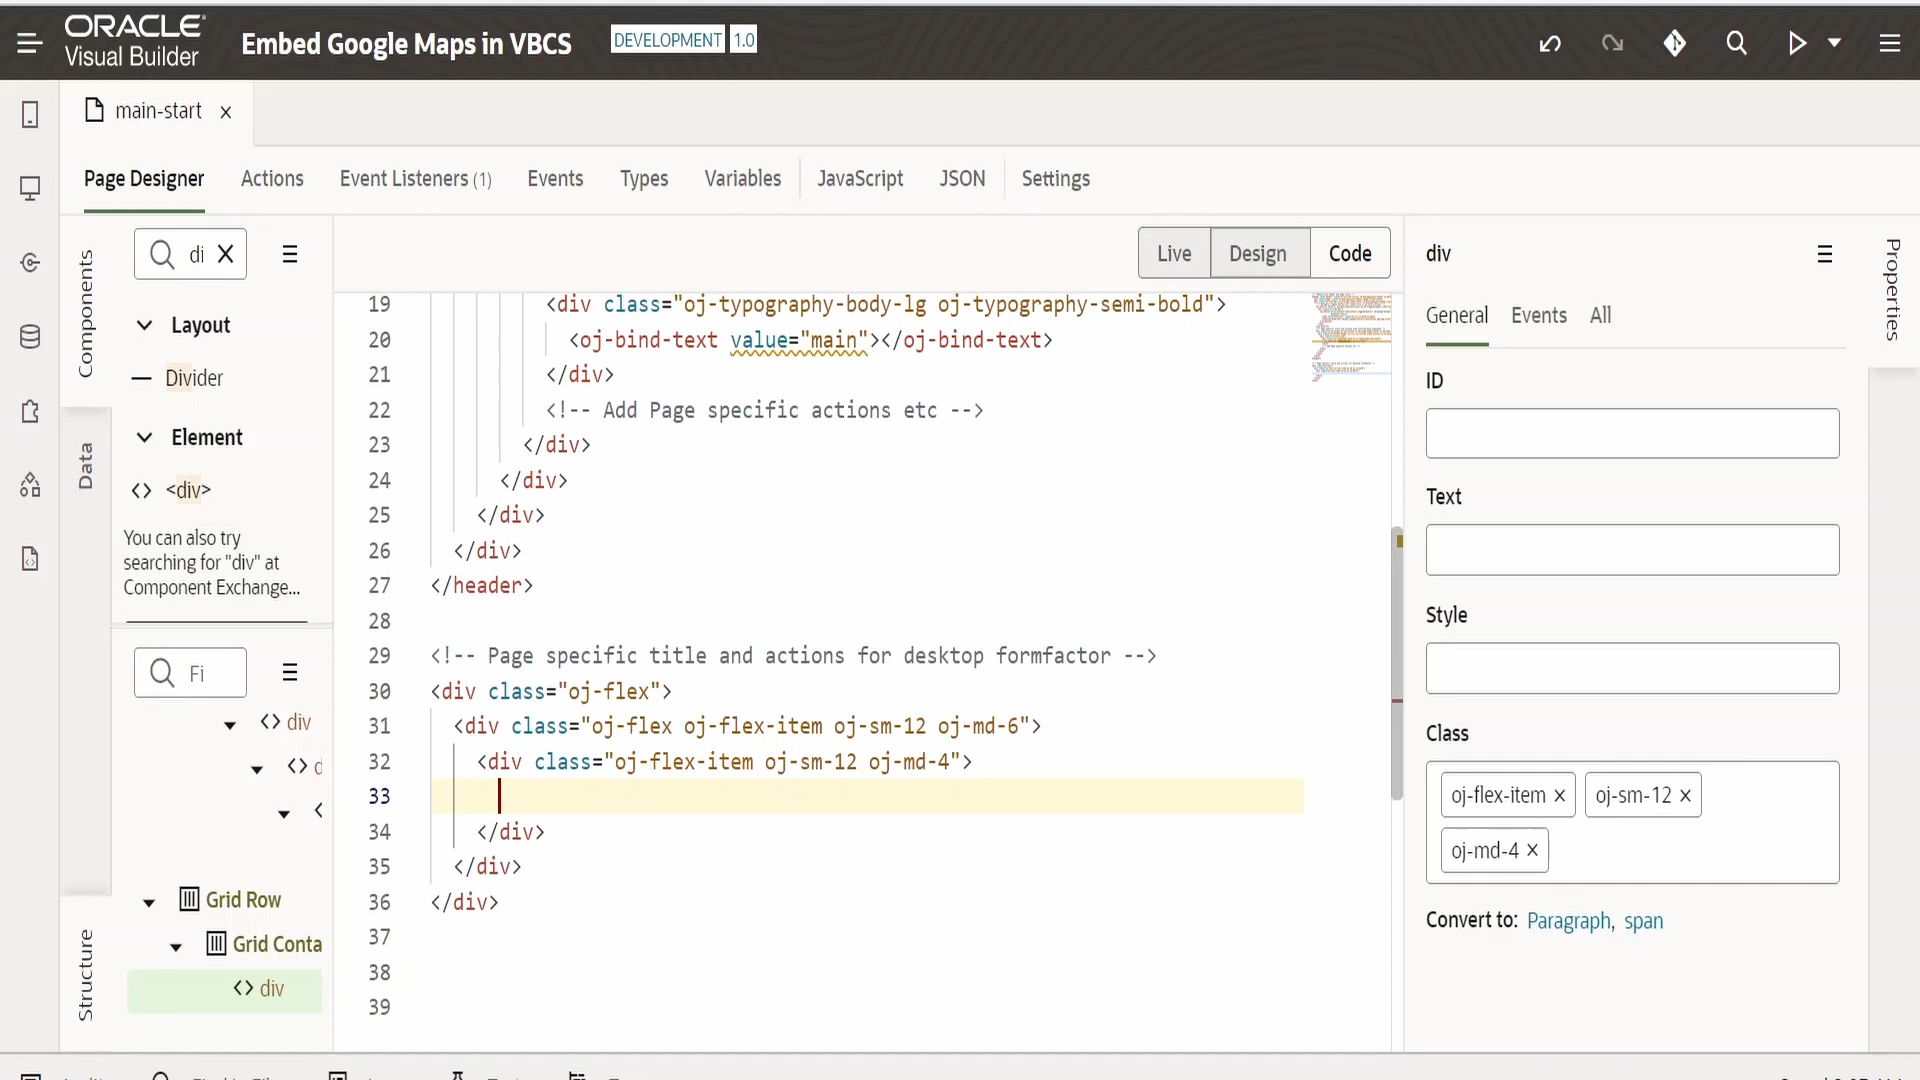 ORACLE
Visual Builder
Embed Google Maps in VBCS
DEVELOPMENT 1.0
main-start
Page Designer Actions Event Listeners (1) Events Types Variables JavaScript JSON Settings
Components
Data
Structure
di
Layout
Divider
Element
<div>
You can also try
searching for "div" at
Component Exchange...
Fi
div
d
Grid Row
Grid Conta
div
Live Design Code
19 <div class="oj-typography-body-lg oj-typography-semi-bold">
20 <oj-bind-text value="main"></oj-bind-text>
21 </div>
22 <!-- Add Page specific actions etc -->
23 </div>
24 </div>
25 </div>
26 </div>
27 </header>
28
29 <!-- Page specific title and actions for desktop formfactor -->
30 <div class="oj-flex">
31 <div class="oj-flex oj-flex-item oj-sm-12 oj-md-6">
32 <div class="oj-flex-item oj-sm-12 oj-md-4">
33
34 </div>
35 </div>
36 </div>
37
38
39
div
General Events All
ID
Text
Style
Class
oj-flex-item × oj-sm-12 ×
oj-md-4 ×
Convert to: Paragraph, span
Properties